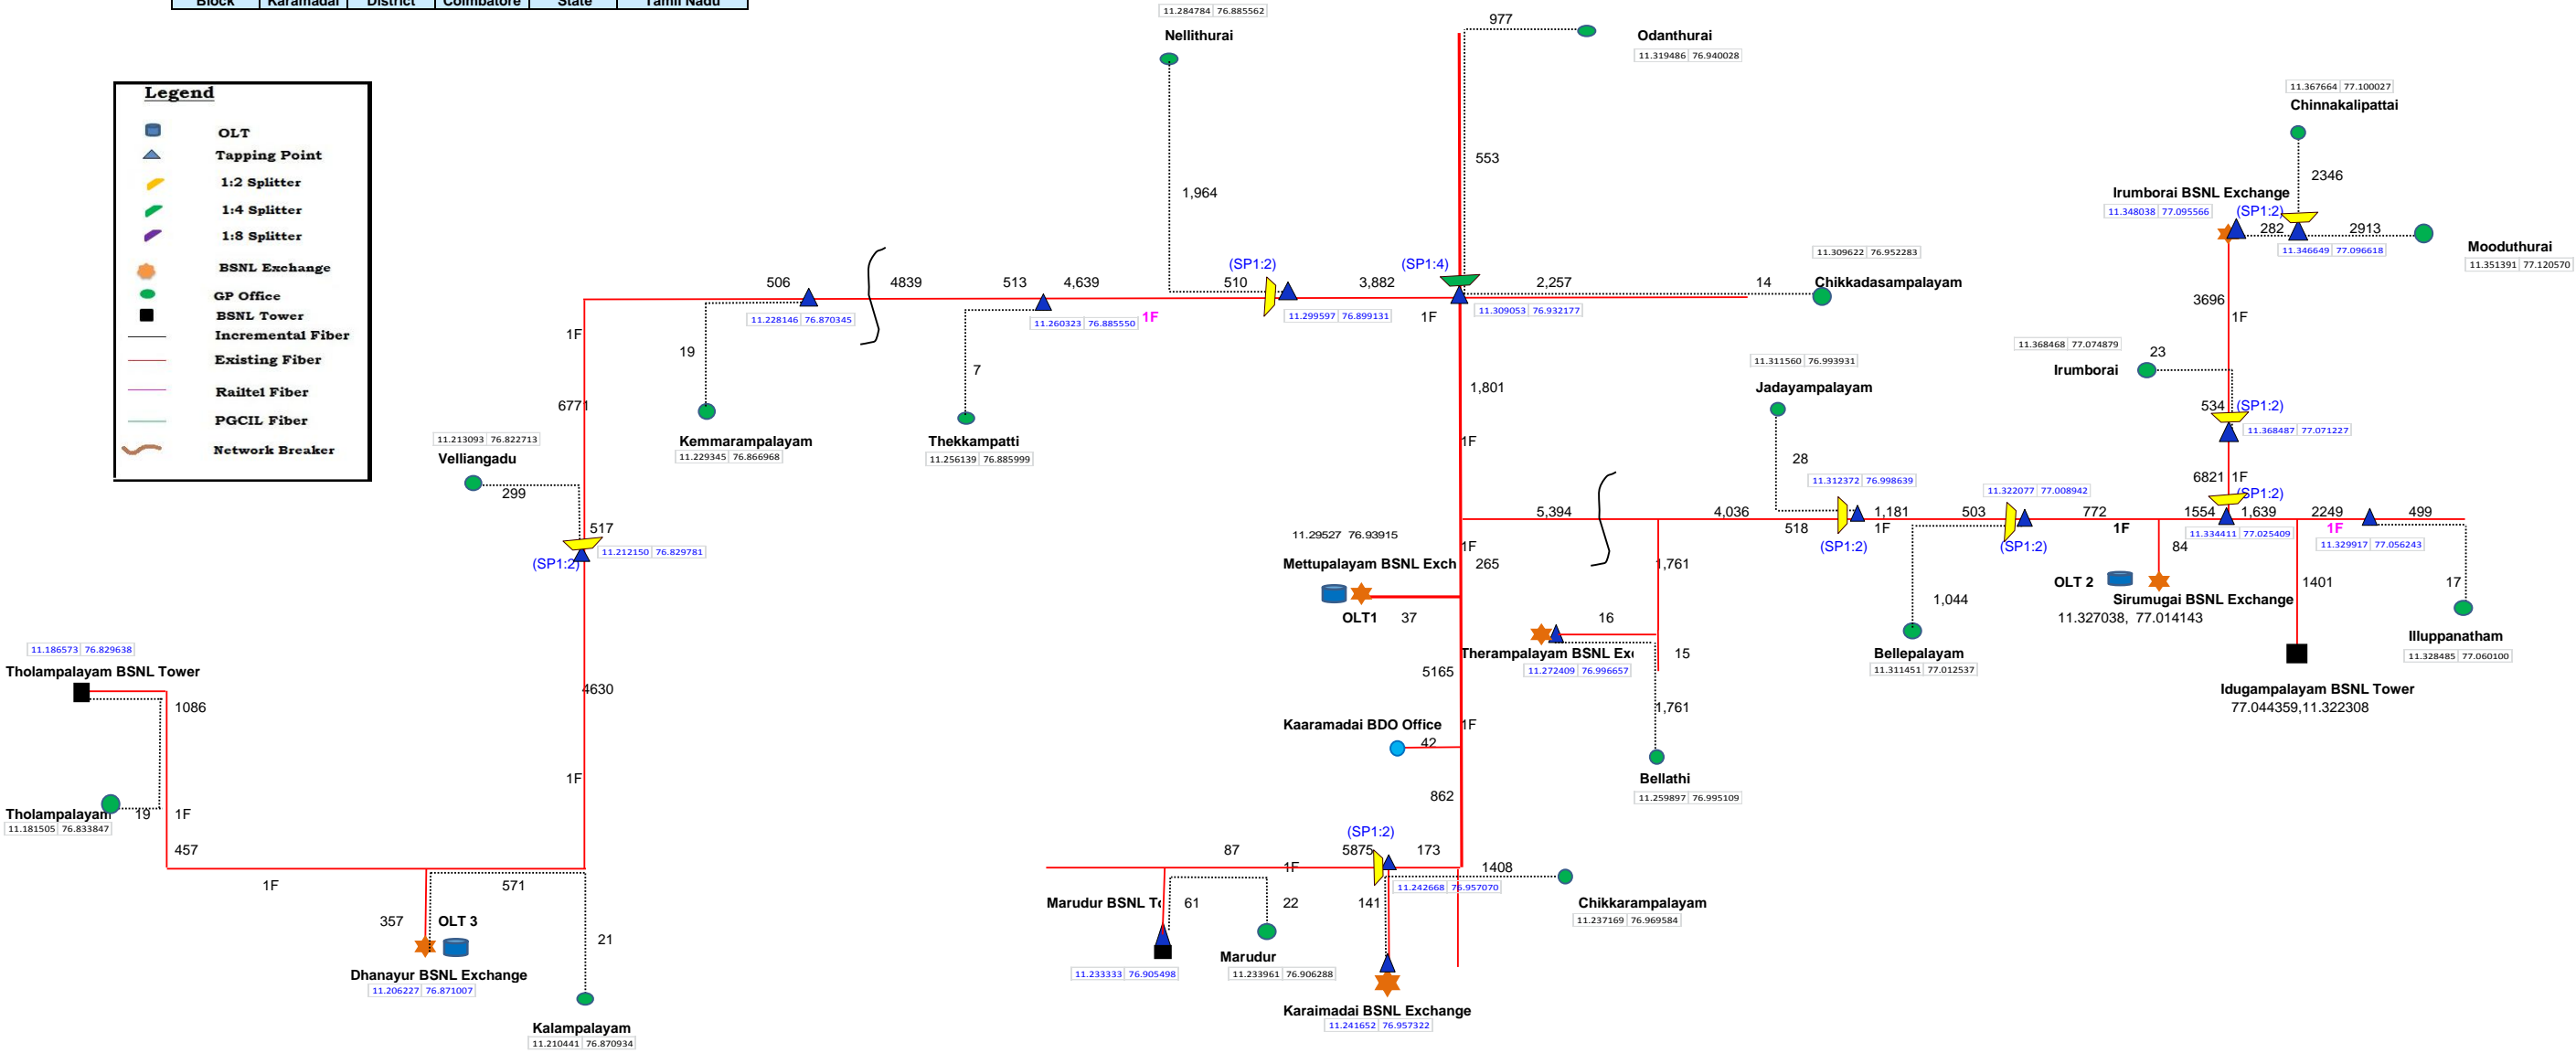 Block Karamadai District Coimbatore State Tamil Nadu
Legend
OLT
Tapping Point
1:2 Splitter
1:4 Splitter
1:8 Splitter
BSNL Exchange
GP Office
BSNL Tower
Incremental Fiber
Existing Fiber
Railtel Fiber
PGCIL Fiber
Network Breaker
11.284784 76.885562
Nellithurai
1,964
977
Odanthurai
11.319486 76.940028
553
11.367664 77.100027
Chinnakalipattai
2346
Irumborai BSNL Exchange
11.348038 77.095566
(SP1:2)
282
2913
11.346649 77.096618
Mooduthurai
11.351391 77.120570
506
4839
513
4,639
(SP1:2)
510
3,882
(SP1:4)
2,257
14
11.309622 76.952283
Chikkadasampalayam
11.228146 76.870345
11.260323 76.885550
1F
11.299597 76.899131
1F
11.309053 76.932177
3696
1F
1F
19
7
6771
Kemmarampalayam
11.229345 76.866968
Thekkampatti
11.256139 76.885999
1,801
1F
11.311560 76.993931
Jadayampalayam
28
11.368468 77.074879
Irumborai
23
534
(SP1:2)
11.368487 77.071227
11.213093 76.822713
Velliangadu
299
517
(SP1:2)
11.212150 76.829781
6821
1F
(SP1:2)
5,394
4,036
518
11.312372 76.998639
(SP1:2)
1,181
1F
503
11.322077 77.008942
(SP1:2)
772
1F
1554
1,639
2249
1F
499
11.334411 77.025409
11.329917 77.056243
11.29527 76.93915
Mettupalayam BSNL Exch
1F
265
OLT1
37
1,761
84
OLT 2
Sirumugai BSNL Exchange
11.327038, 77.014143
1401
17
Illuppanatham
11.328485 77.060100
1,044
Bellepalayam
11.311451 77.012537
16
Therampalayam BSNL Ex
11.272409 76.996657
15
1,761
Bellathi
11.259897 76.995109
Idugampalayam BSNL Tower
77.044359,11.322308
11.186573 76.829638
Tholampalayam BSNL Tower
1086
4630
5165
Kaaramadai BDO Office
1F
42
862
1F
Tholampalayam
19
1F
11.181505 76.833847
457
1F
571
357
OLT 3
21
Dhanayur BSNL Exchange
11.206227 76.871007
Kalampalayam
11.210441 76.870934
(SP1:2)
87
1F
5875
173
1408
11.242668 76.957070
Marudur BSNL T
61
22
141
Chikkarampalayam
11.237169 76.969584
Marudur
11.233333 76.905498
11.233961 76.906288
Karaimadai BSNL Exchange
11.241652 76.957322